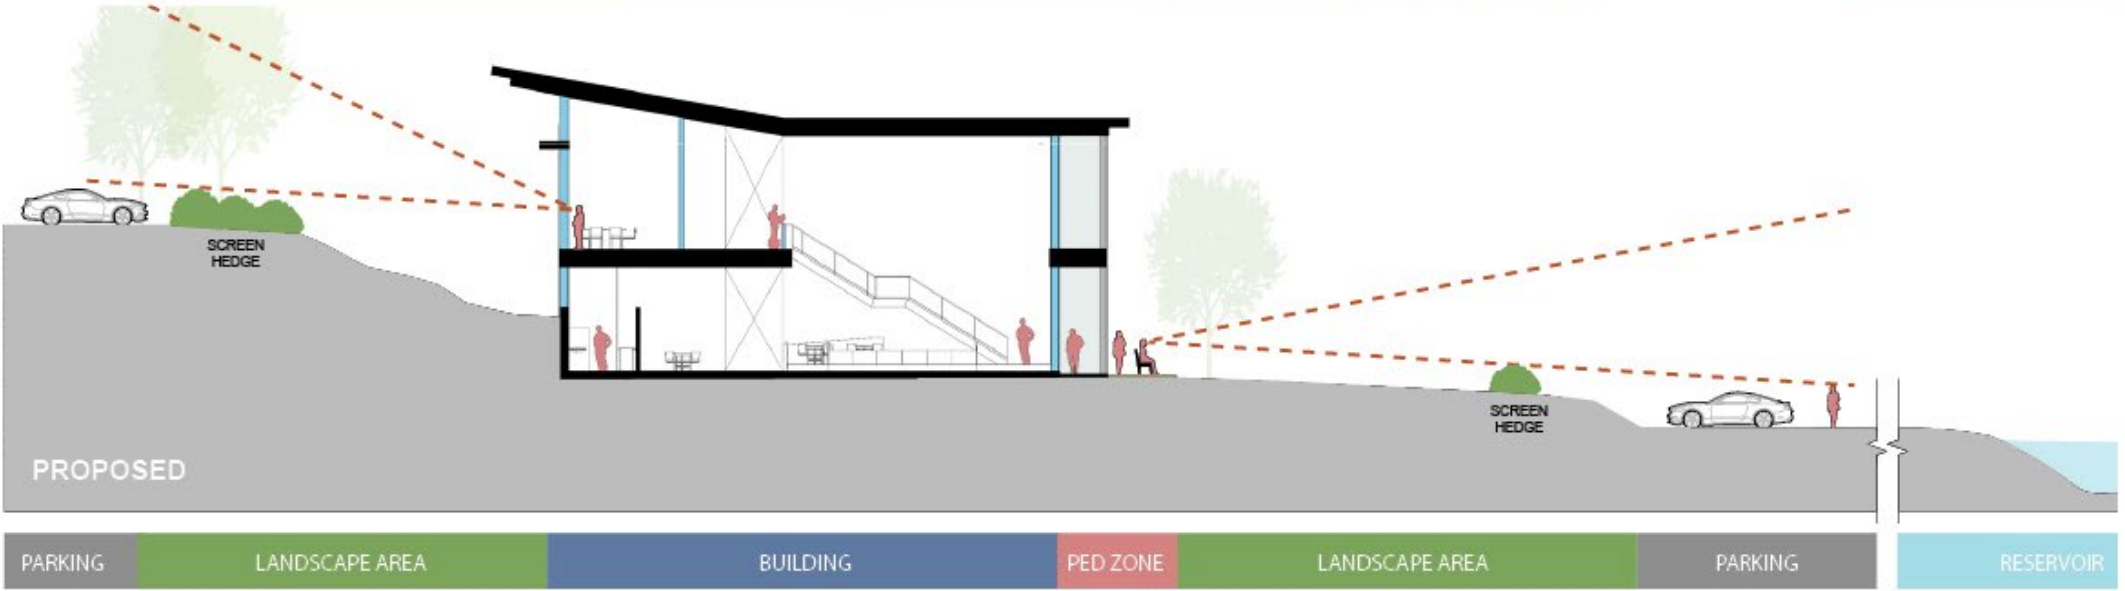 SCREEN
HEDGE
SCREEN
HEDGE
PROPOSED
PARKING
LANDSCAPE AREA
BUILDING
PED ZONE
LANDSCAPE AREA
PARKING
RESERVOIR